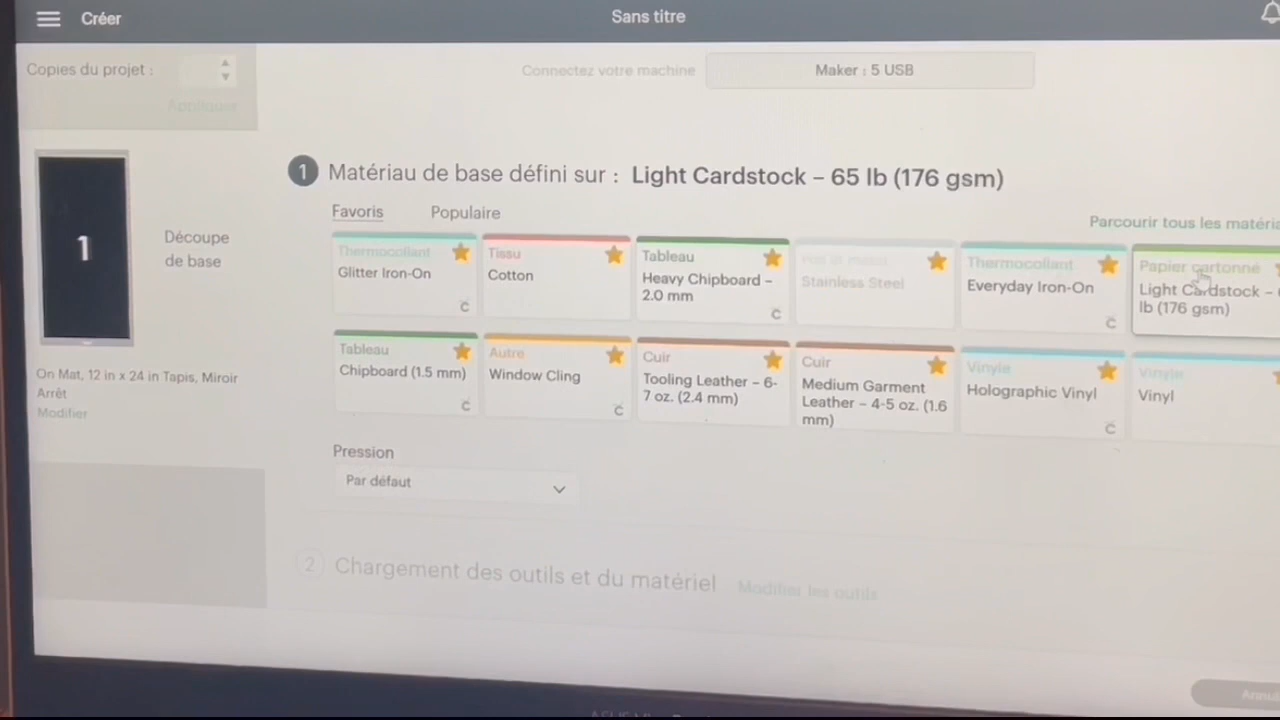 Créer
Sans titre
Copies du projet :
Appliquer
Connectez votre machine
Maker : 5 USB
1 Matériau de base défini sur : Light Cardstock – 65 lb (176 gsm)
Favoris Populaire
Parcourir tous les
Thermocollant
Glitter Iron-On
C
Tissu
Cotton
Tableau
Heavy Chipboard –
2.0 mm
C
Stainless Steel
Thermocollant
Everyday Iron-On
C
Papier cartonné
Light Cardstock –
lb (176 gsm)
1
Découpe
de base
On Mat, 12 in x 24 in Tapis, Miroir
Arrêt
Modifier
Tableau
Chipboard (1.5 mm)
C
Autre
Window Cling
C
Cuir
Tooling Leather – 6-
7 oz. (2.4 mm)
Cuir
Medium Garment
Leather – 4-5 oz. (1.6
mm)
Vinyle
Holographic Vinyl
C
Vinyle
Vinyl
Pression
Par défaut
2 Chargement des outils et du matériel Modifier les outils